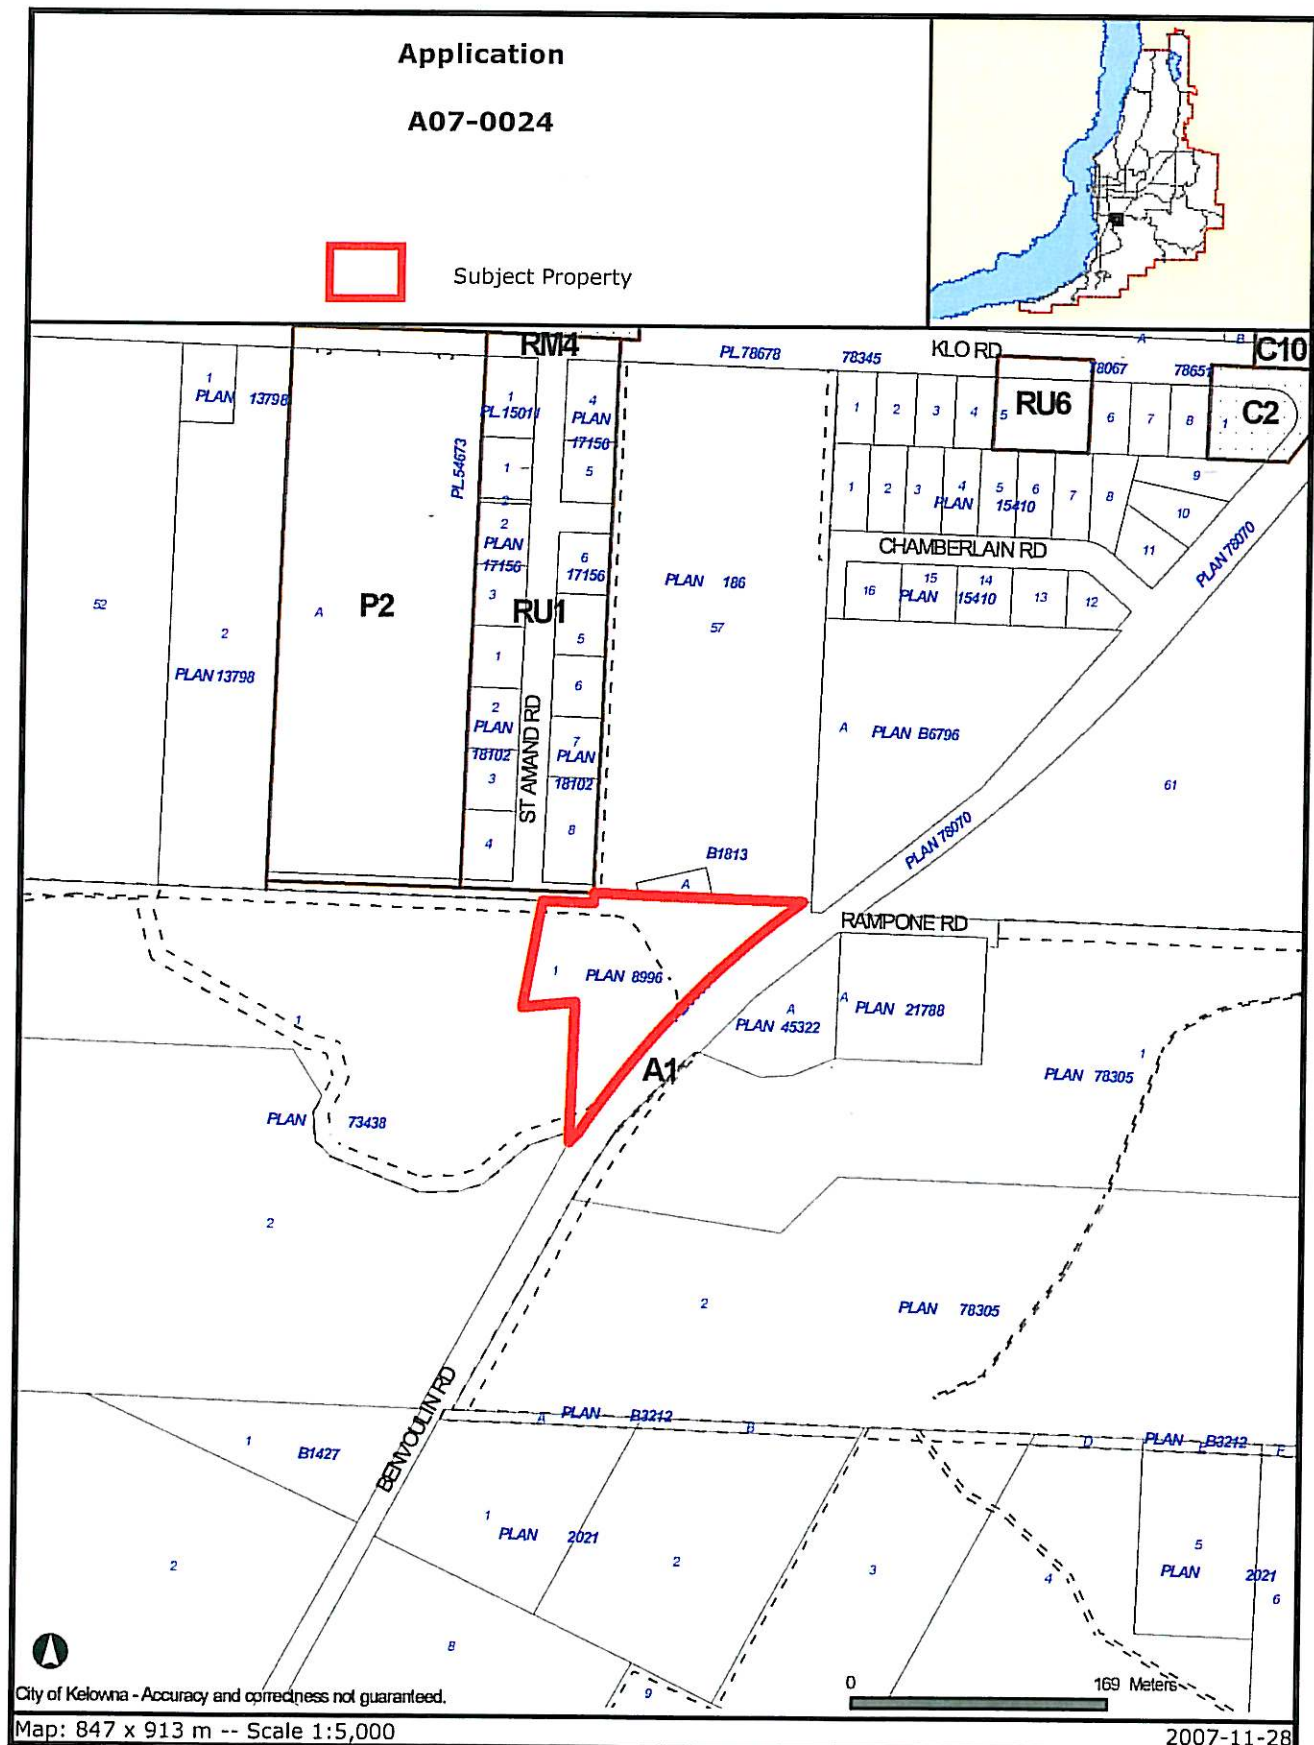 Application
A07-0024
Subject Property
RM4
PL 78678
78345
KLO RD
A
B
C10
78067
78651
1
PLAN 13798
1
PL.15011
4
PLAN
17150
1
2
3
4
5
RU6
6
7
8
1
C2
PL 54673
1
5
2
2
PLAN
17156
1
2
3
4
5
6
7
8
PLAN 15410
9
10
11
CHAMBERLAIN RD
PLAN 78070
6
17156
PLAN 186
57
16
15
14
13
12
PLAN 15410
52
2
PLAN 13798
A
P2
3
RU1
5
1
6
2
PLAN
18102
7
PLAN
18102
3
8
4
ST AMAND RD
A PLAN B6796
61
PLAN 78070
B1813
A
RAMPONE RD
1 PLAN 8996
A
PLAN 45322
A PLAN 21788
A1
1
PLAN 78305
1
PLAN 73438
2
2
PLAN 78305
BENVOULIN RD
A PLAN B3212
B
D
PLAN B3212
E
F
1
B1427
1
PLAN 2021
2
2
3
4
5
PLAN 2021
6
8
9
0 169 Meters
City of Kelowna - Accuracy and correctness not guaranteed.
Map: 847 x 913 m -- Scale 1:5,000
2007-11-28